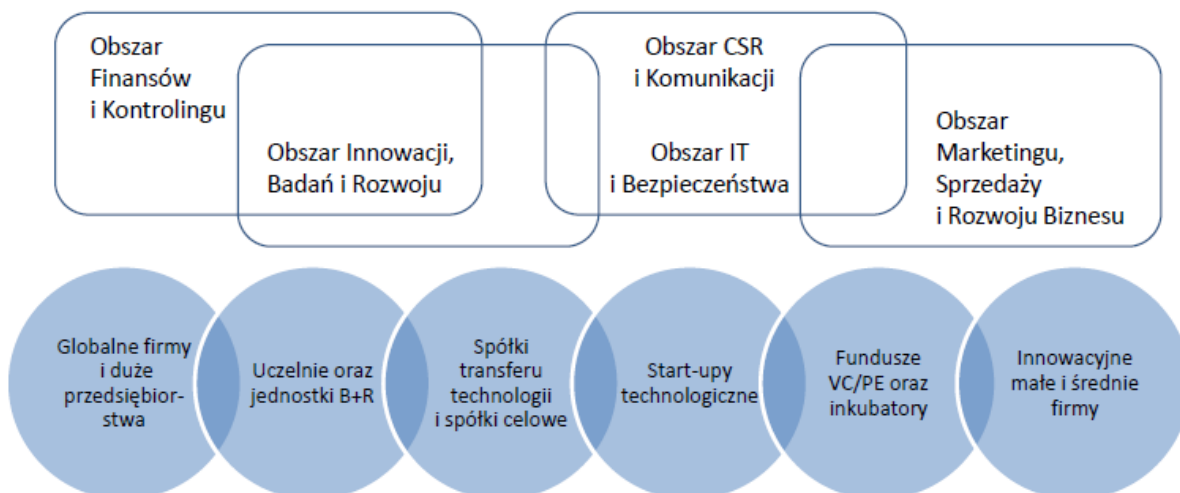 Obszar
Finansów
i Kontrolingu
Obszar Innowacji,
Badań i Rozwoju
Obszar CSR
i Komunikacji
Obszar IT
i Bezpieczeństwa
Obszar
Marketingu,
Sprzedaży
i Rozwoju Biznesu
Globalne firmy
i duże
przedsiębior-
stwa
Uczelnie oraz
jednostki B+R
Spółki
transferu
technologii
i spółki celowe
Start-upy
technologiczne
Fundusze
VC/PE oraz
inkubatory
Innowacyjne
małe i średnie
firmy